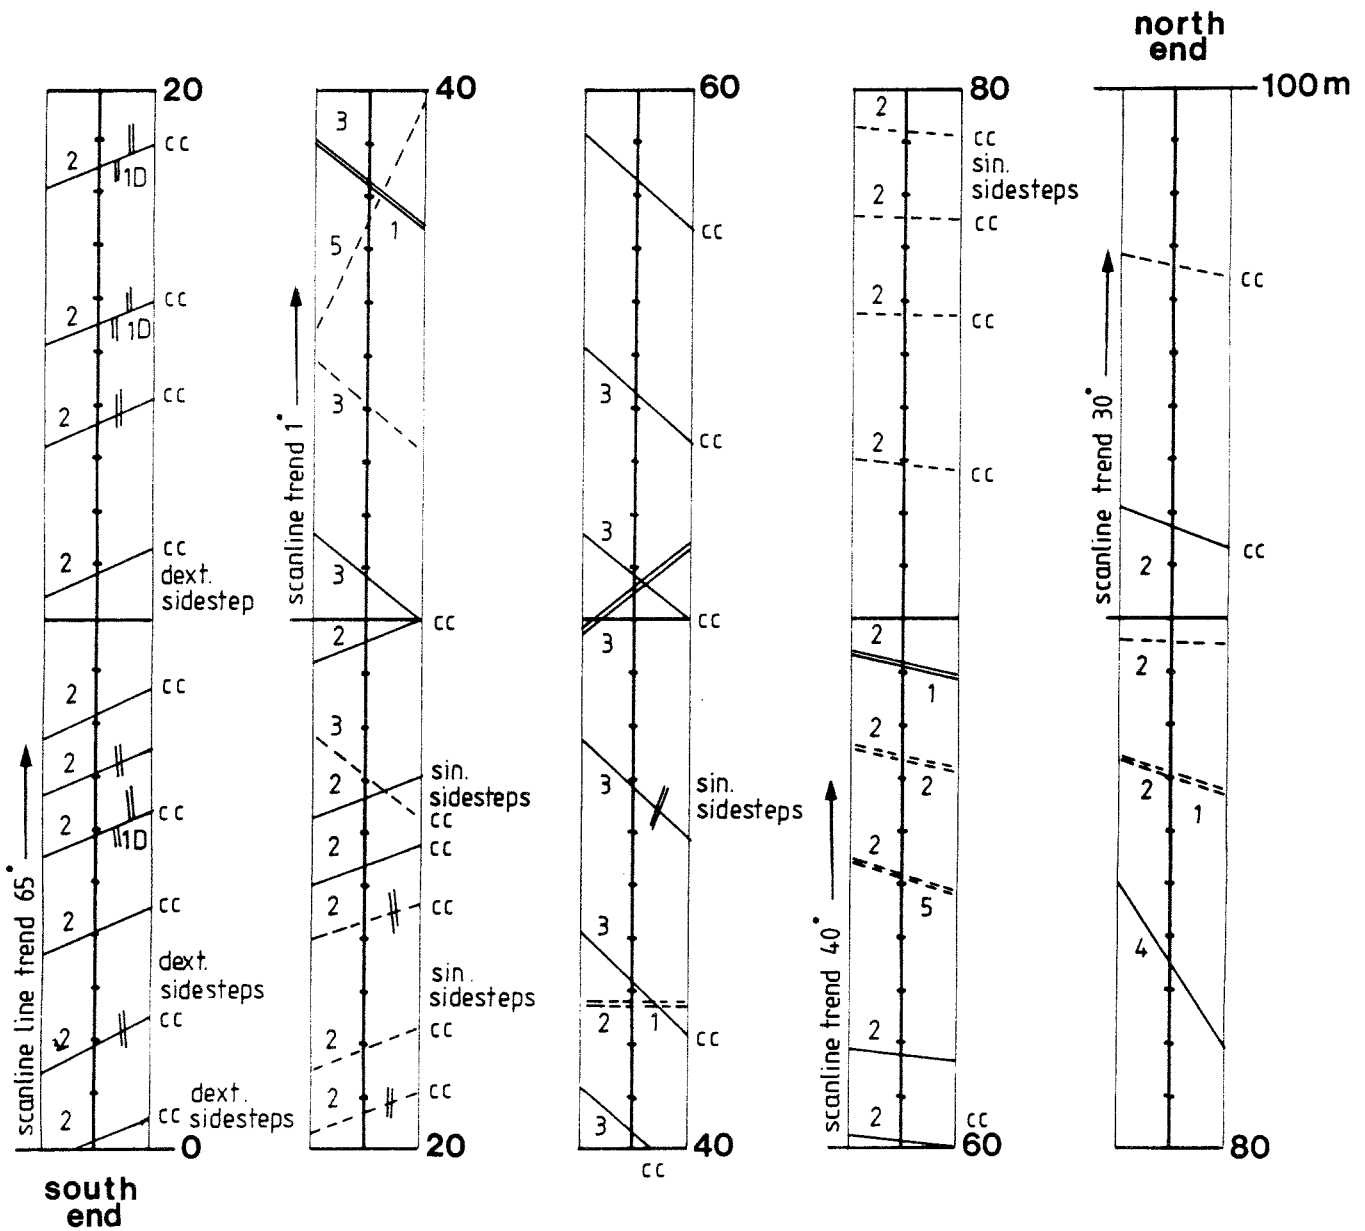 north
end
20
40
60
80
100m
2
cc
1D
2
cc
1D
2
cc
2
cc
dext.
sidestep
2
cc
2
2
cc
1D
2
cc
dext.
sidesteps
2
cc
2
cc
dext.
sidesteps
0
scanline line trend 65°
south
end
3
1
5
3
3
cc
2
3
2
sin.
sidesteps
cc
2
cc
2
cc
sin.
sidesteps
2
cc
2
cc
20
scanline trend 1°
cc
3
cc
3
cc
3
3
sin.
sidesteps
3
2
1
cc
3
cc
40
2
cc
sin.
sidesteps
2
cc
2
cc
2
cc
2
1
2
2
2
5
2
2
cc
60
scanline trend 40°
cc
cc
2
2
2
1
4
80
scanline trend 30°